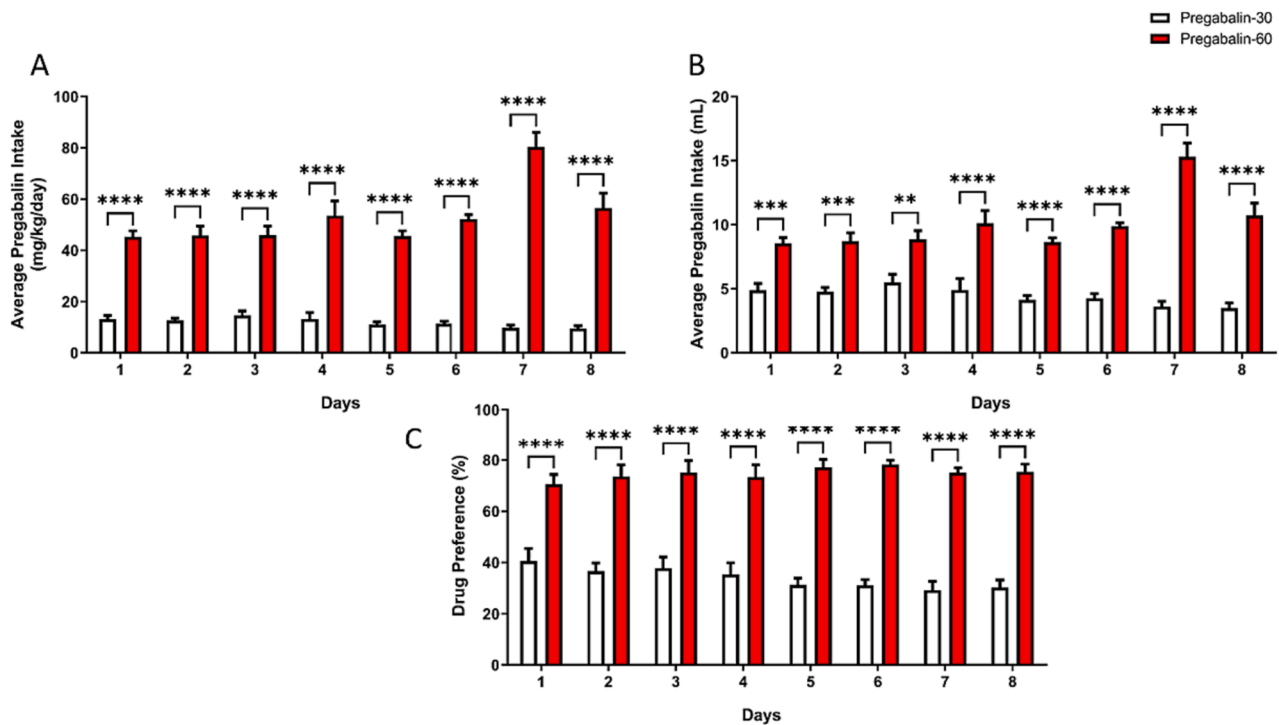 Pregabalin-30
Pregabalin-60
A
Average Pregabalin Intake
(mg/kg/day)
100
80
60
40
20
0
**** **** **** **** **** **** **** ****
1 2 3 4 5 6 7 8
Days
B
Average Pregabalin Intake (mL)
20
15
10
5
0
*** *** ** **** **** **** **** ****
1 2 3 4 5 6 7 8
Days
C
Drug Preference (%)
100
80
60
40
20
0
**** **** **** **** **** **** **** ****
1 2 3 4 5 6 7 8
Days